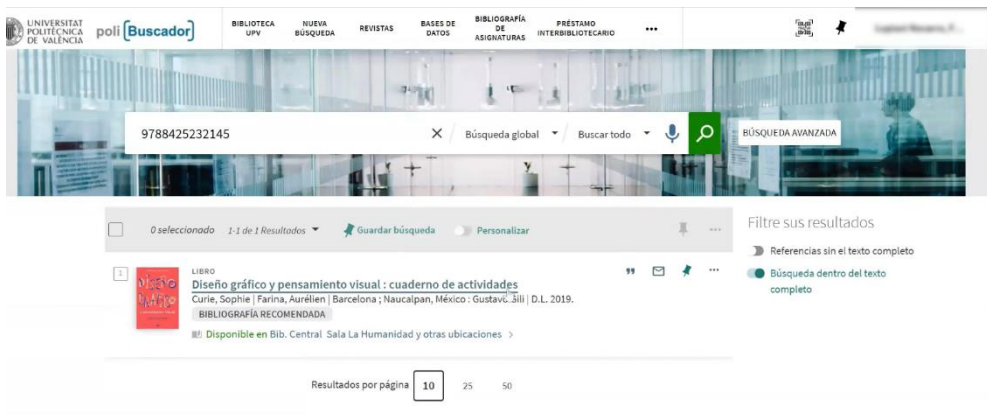 UNIVERSITAT
POLITÈCNICA
DE VALÈNCIA
poli[Buscador]
BIBLIOTECA
UPV
NUEVA
BÚSQUEDA
REVISTAS
BASES DE
DATOS
BIBLIOGRAFÍA
DE
ASIGNATURAS
PRÉSTAMO
INTERBIBLIOTECARIO
9788425232145
Búsqueda global
Buscar todo
BÚSQUEDA AVANZADA
0 seleccionado 1-1 de 1 Resultados
Guardar búsqueda
Personalizar
Filtre sus resultados
Referencias sin el texto completo
Búsqueda dentro del texto
completo
1
LIBRO
DISEÑO
GRÁFICO
Diseño gráfico y pensamiento visual : cuaderno de actividades
Curie, Sophie | Farina, Aurélien | Barcelona ; Naucalpan, México : Gustavo Gili | D.L. 2019.
BIBLIOGRAFÍA RECOMENDADA
Disponible en Bib. Central Sala La Humanidad y otras ubicaciones >
Resultados por página 10 25 50